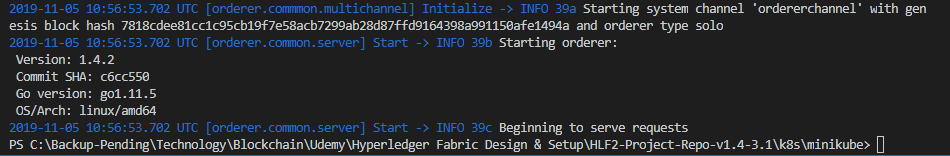 2019-11-05 10:56:53.702 UTC [orderer.commmon.multichannel] Initialize -> INFO 39a Starting system channel 'ordererchannel' with gen
esis block hash 7818cdee81cc1c95cb19f7e58acb7299ab28d87ffd9164398a991150afe1494a and orderer type solo
2019-11-05 10:56:53.702 UTC [orderer.common.server] Start -> INFO 39b Starting orderer:
 Version: 1.4.2
 Commit SHA: c6cc550
 Go version: go1.11.5
 OS/Arch: linux/amd64
2019-11-05 10:56:53.702 UTC [orderer.common.server] Start -> INFO 39c Beginning to serve requests
PS C:\Backup-Pending\Technology\Blockchain\Udemy\Hyperledger Fabric Design & Setup\HLF2-Project-Repo-v1.4-3.1\k8s\minikube>